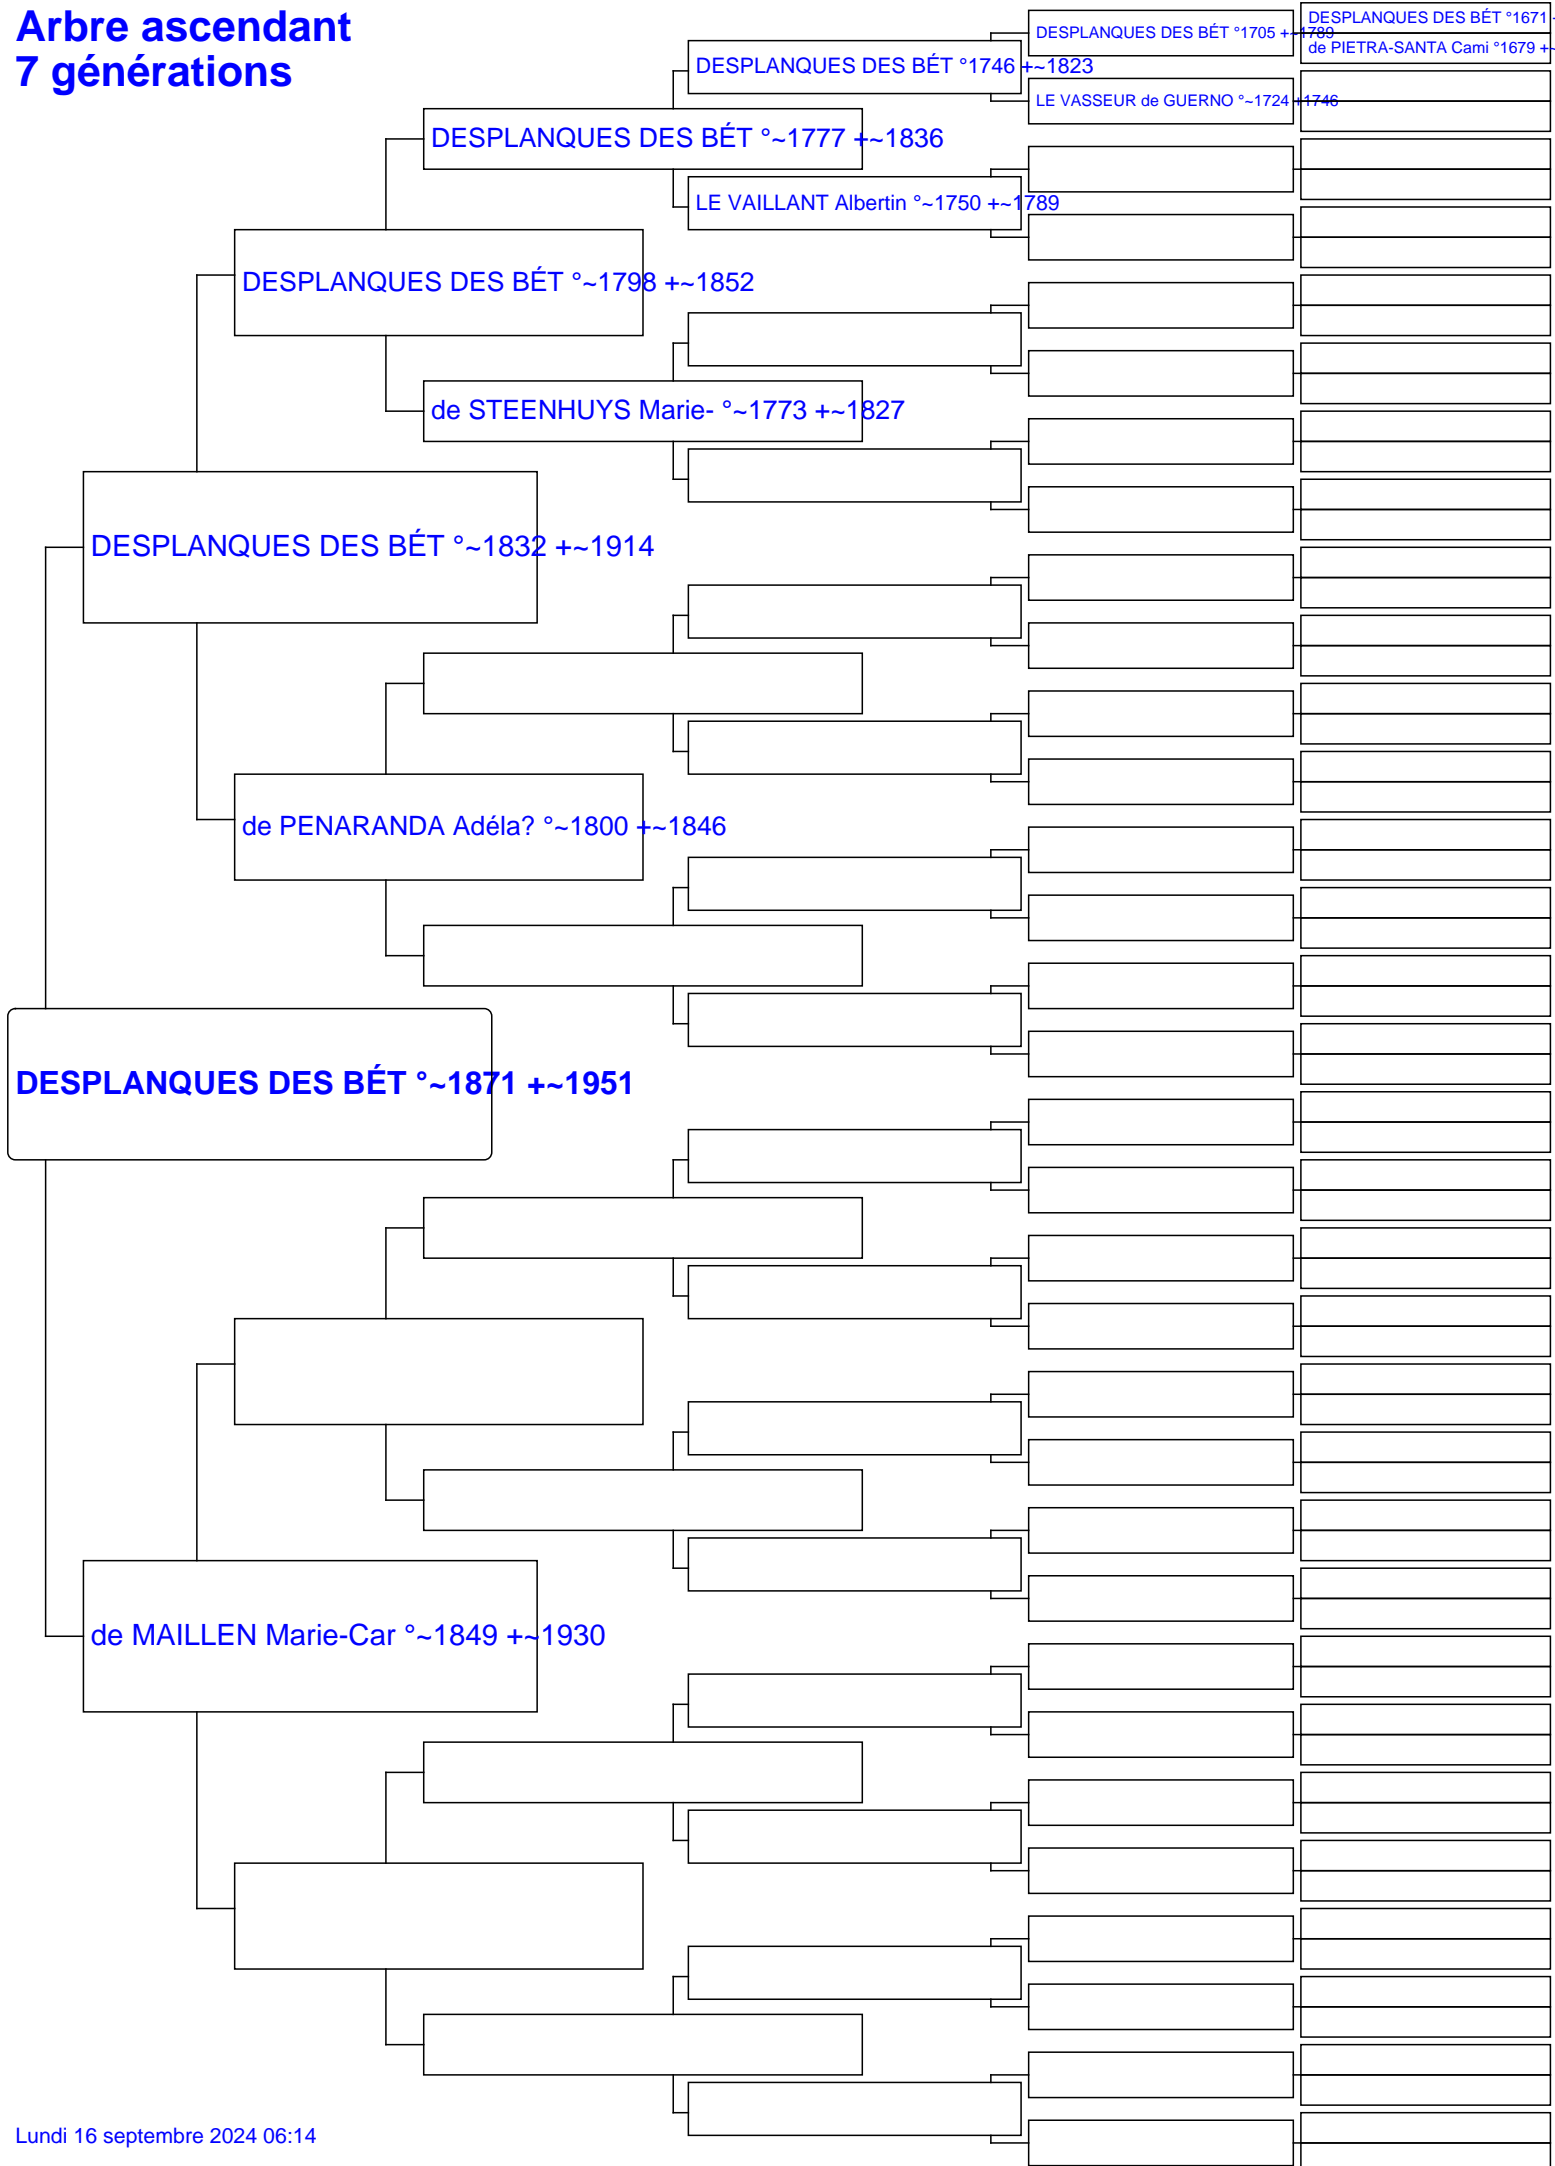 Arbre ascendant
7 générations
DESPLANQUES DES BÉT °1671
DESPLANQUES DES BÉT °1705 +~1789
de PIETRA-SANTA Cami °1679 +~
DESPLANQUES DES BÉT °1746 +~1823
LE VASSEUR de GUERNO °~1724 +1746
DESPLANQUES DES BÉT °~1777 +~1836
LE VAILLANT Albertin °~1750 +~1789
DESPLANQUES DES BÉT °~1798 +~1852
de STEENHUYS Marie- °~1773 +~1827
DESPLANQUES DES BÉT °~1832 +~1914
de PENARANDA Adéla? °~1800 +~1846
DESPLANQUES DES BÉT °~1871 +~1951
de MAILLEN Marie-Car °~1849 +~1930
Lundi 16 septembre 2024 06:14